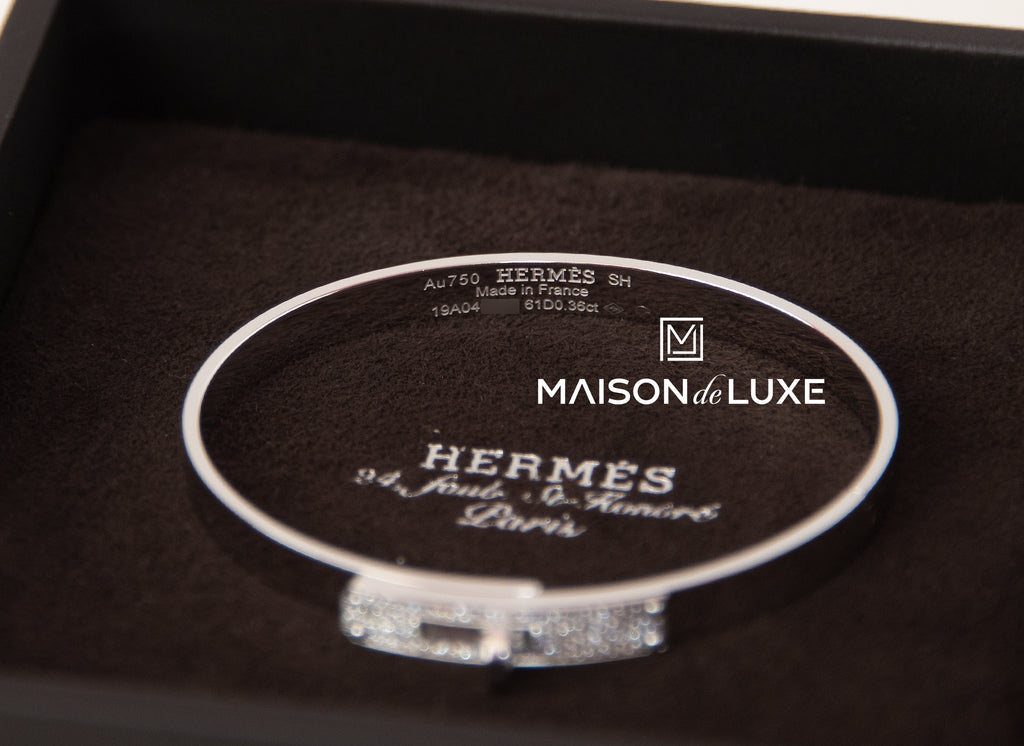 Au750 HERMÈS SH
Made in France
19A04 61D0.36ct
MAISON de LUXE
HERMÈS
24, Faub. St. Honoré
Paris